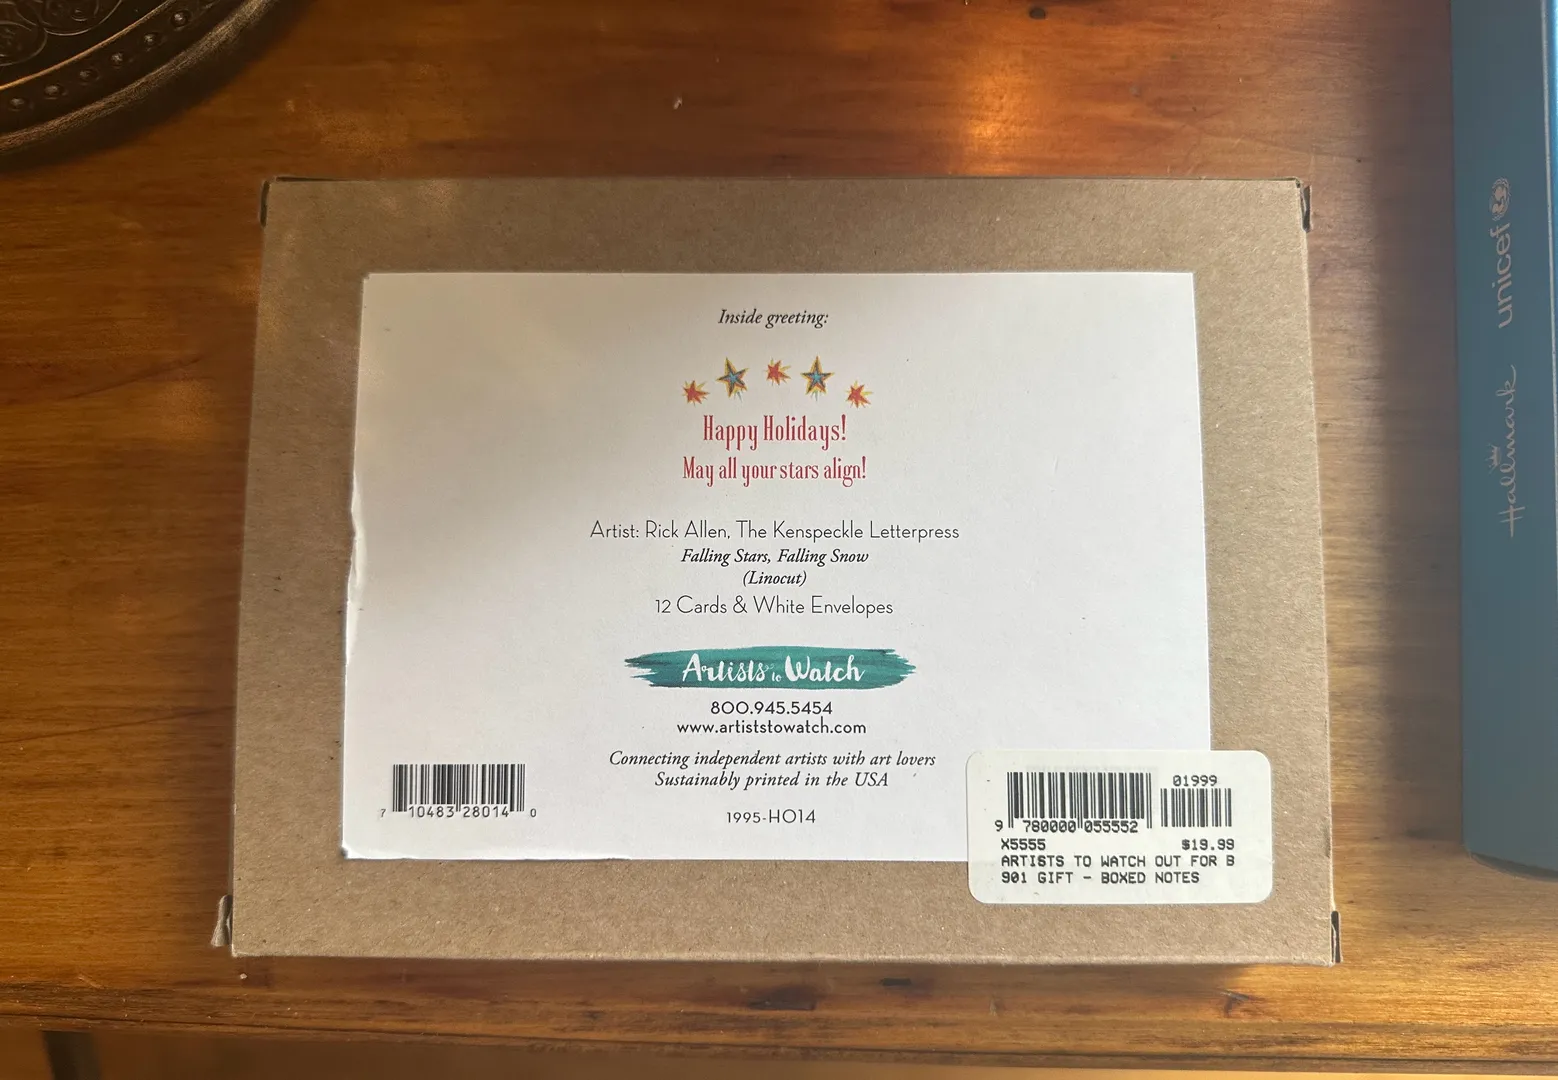 Inside greeting:
Happy Holidays!
May all your stars align!
Artist: Rick Allen, The Kenspeckle Letterpress
Falling Stars, Falling Snow
(Linocut)
12 Cards & White Envelopes
Artists to Watch
800.945.5454
www.artiststowatch.com
Connecting independent artists with art lovers
Sustainably printed in the USA
1995-HO14
7 10483 28014 0
01999
9 780000 055552
X5555 $19.99
ARTISTS TO WATCH OUT FOR B
901 GIFT - BOXED NOTES
Hallmark unicef